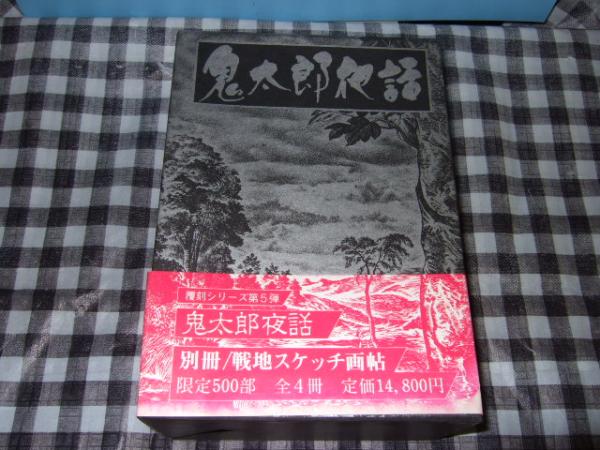 鬼太郎夜話
覆刻シリーズ第5弾
鬼太郎夜話
別冊/戦地スケッチ画帖
限定500部 全4冊 定価14,800円